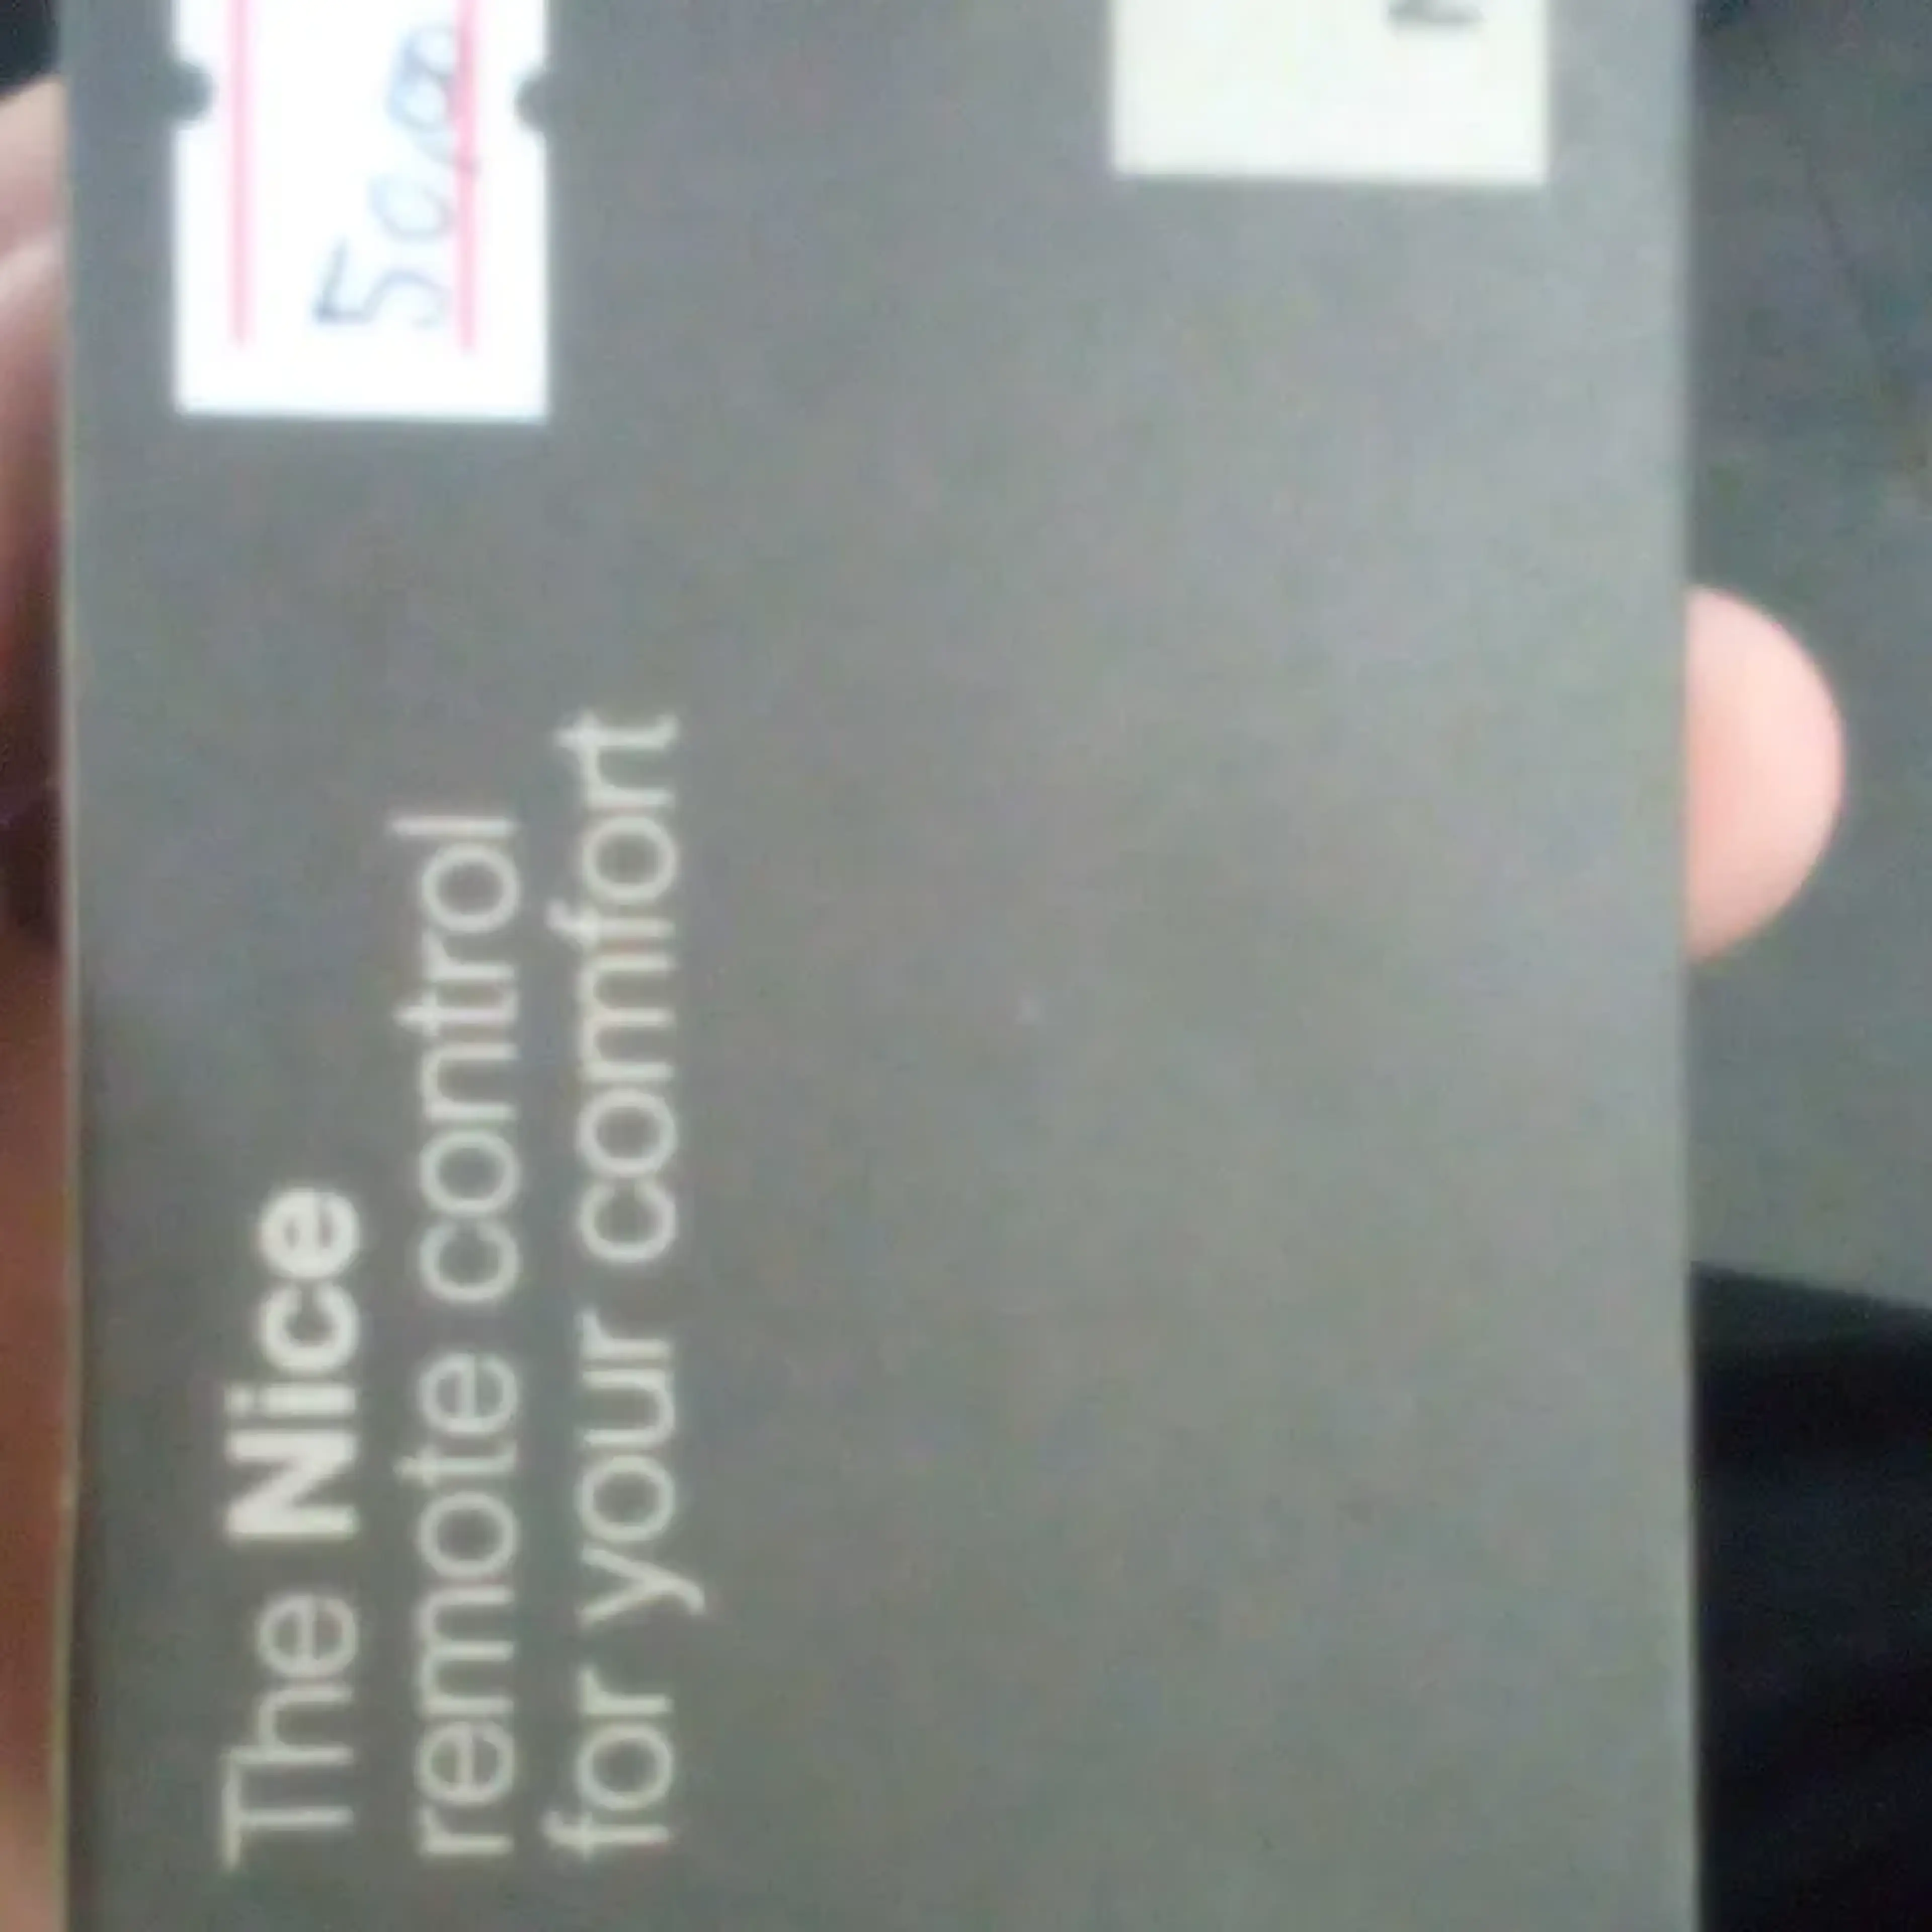 The Nice
remote control
for your comfort